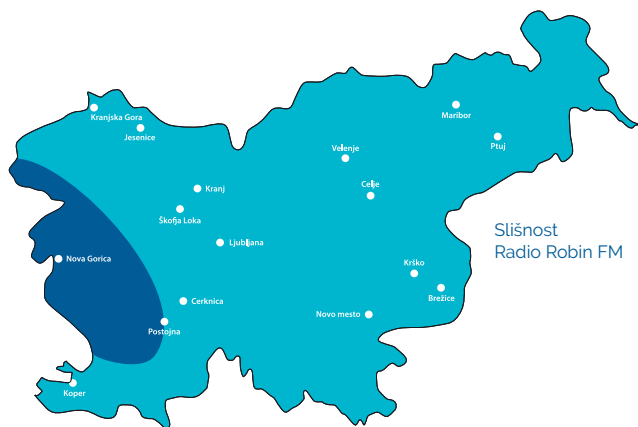 Kranjska Gora
Jesenice
Maribor
Ptuj
Velenje
Celje
Kranj
Škofja Loka
Ljubljana
Slišnost
Radio Robin FM
Nova Gorica
Krško
Brežice
Cerknica
Novo mesto
Postojna
Koper